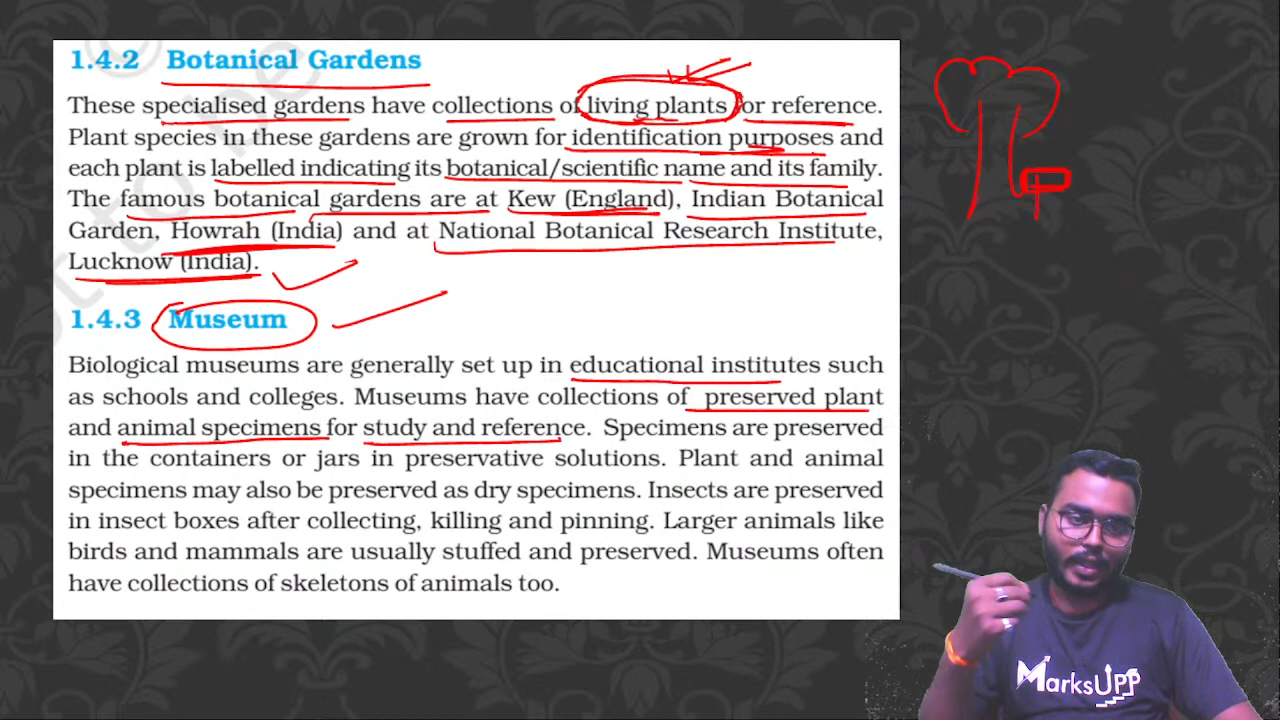 1.4.2 Botanical Gardens
These specialised gardens have collections of living plants for reference.
Plant species in these gardens are grown for identification purposes and
each plant is labelled indicating its botanical/scientific name and its family.
The famous botanical gardens are at Kew (England), Indian Botanical
Garden, Howrah (India) and at National Botanical Research Institute,
Lucknow (India).
1.4.3 Museum
Biological museums are generally set up in educational institutes such
as schools and colleges. Museums have collections of preserved plant
and animal specimens for study and reference. Specimens are preserved
in the containers or jars in preservative solutions. Plant and animal
specimens may also be preserved as dry specimens. Insects are preserved
in insect boxes after collecting, killing and pinning. Larger animals like
birds and mammals are usually stuffed and preserved. Museums often
have collections of skeletons of animals too.
MarksUPP